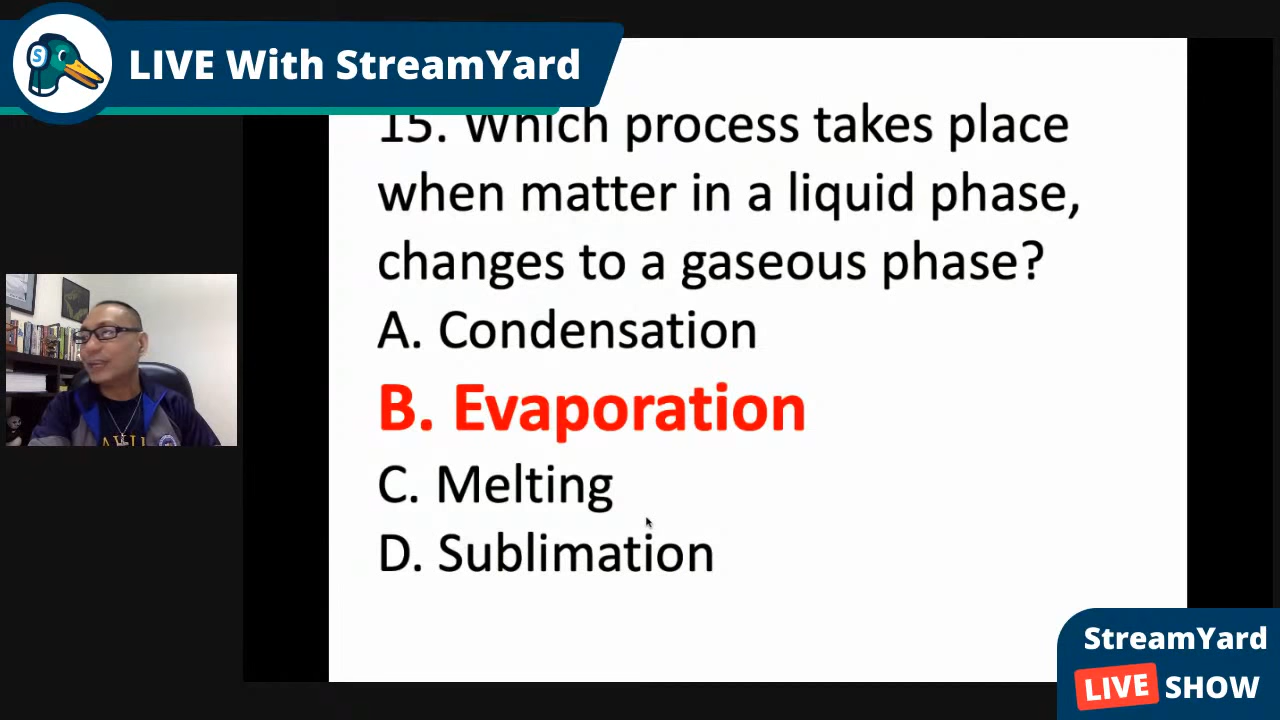 LIVE With StreamYard
15. Which process takes place
when matter in a liquid phase,
changes to a gaseous phase?
A. Condensation
B. Evaporation
C. Melting
D. Sublimation
StreamYard
LIVE SHOW